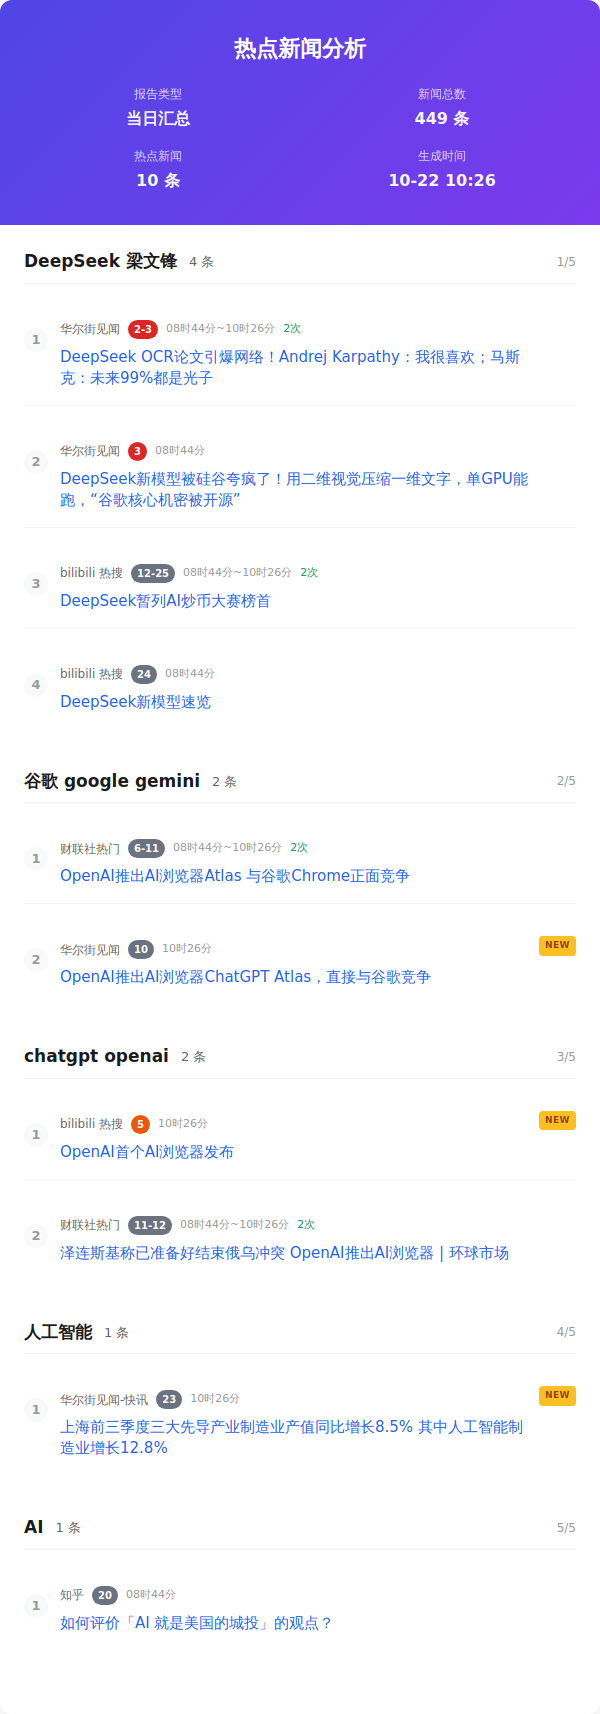 热点新闻分析
报告类型
新闻总数
当日汇总
449 条
热点新闻
生成时间
10 条
10-22 10:26
DeepSeek 梁文锋 4 条 1/5
1 华尔街见闻 2-3 08时44分~10时26分 2次
DeepSeek OCR论文引爆网络！Andrej Karpathy：我很喜欢；马斯
克：未来99%都是光子
2 华尔街见闻 3 08时44分
DeepSeek新模型被硅谷夸疯了！用二维视觉压缩一维文字，单GPU能
跑，“谷歌核心机密被开源”
3 bilibili 热搜 12-25 08时44分~10时26分 2次
DeepSeek暂列AI炒币大赛榜首
4 bilibili 热搜 24 08时44分
DeepSeek新模型速览
谷歌 google gemini 2 条 2/5
1 财联社热门 6-11 08时44分~10时26分 2次
OpenAI推出AI浏览器Atlas 与谷歌Chrome正面竞争
2 华尔街见闻 10 10时26分 NEW
OpenAI推出AI浏览器ChatGPT Atlas，直接与谷歌竞争
chatgpt openai 2 条 3/5
1 bilibili 热搜 5 10时26分 NEW
OpenAI首个AI浏览器发布
2 财联社热门 11-12 08时44分~10时26分 2次
泽连斯基称已准备好结束俄乌冲突 OpenAI推出AI浏览器 | 环球市场
人工智能 1 条 4/5
1 华尔街见闻-快讯 23 10时26分 NEW
上海前三季度三大先导产业制造业产值同比增长8.5% 其中人工智能制
造业增长12.8%
AI 1 条 5/5
1 知乎 20 08时44分
如何评价「AI 就是美国的城投」的观点？